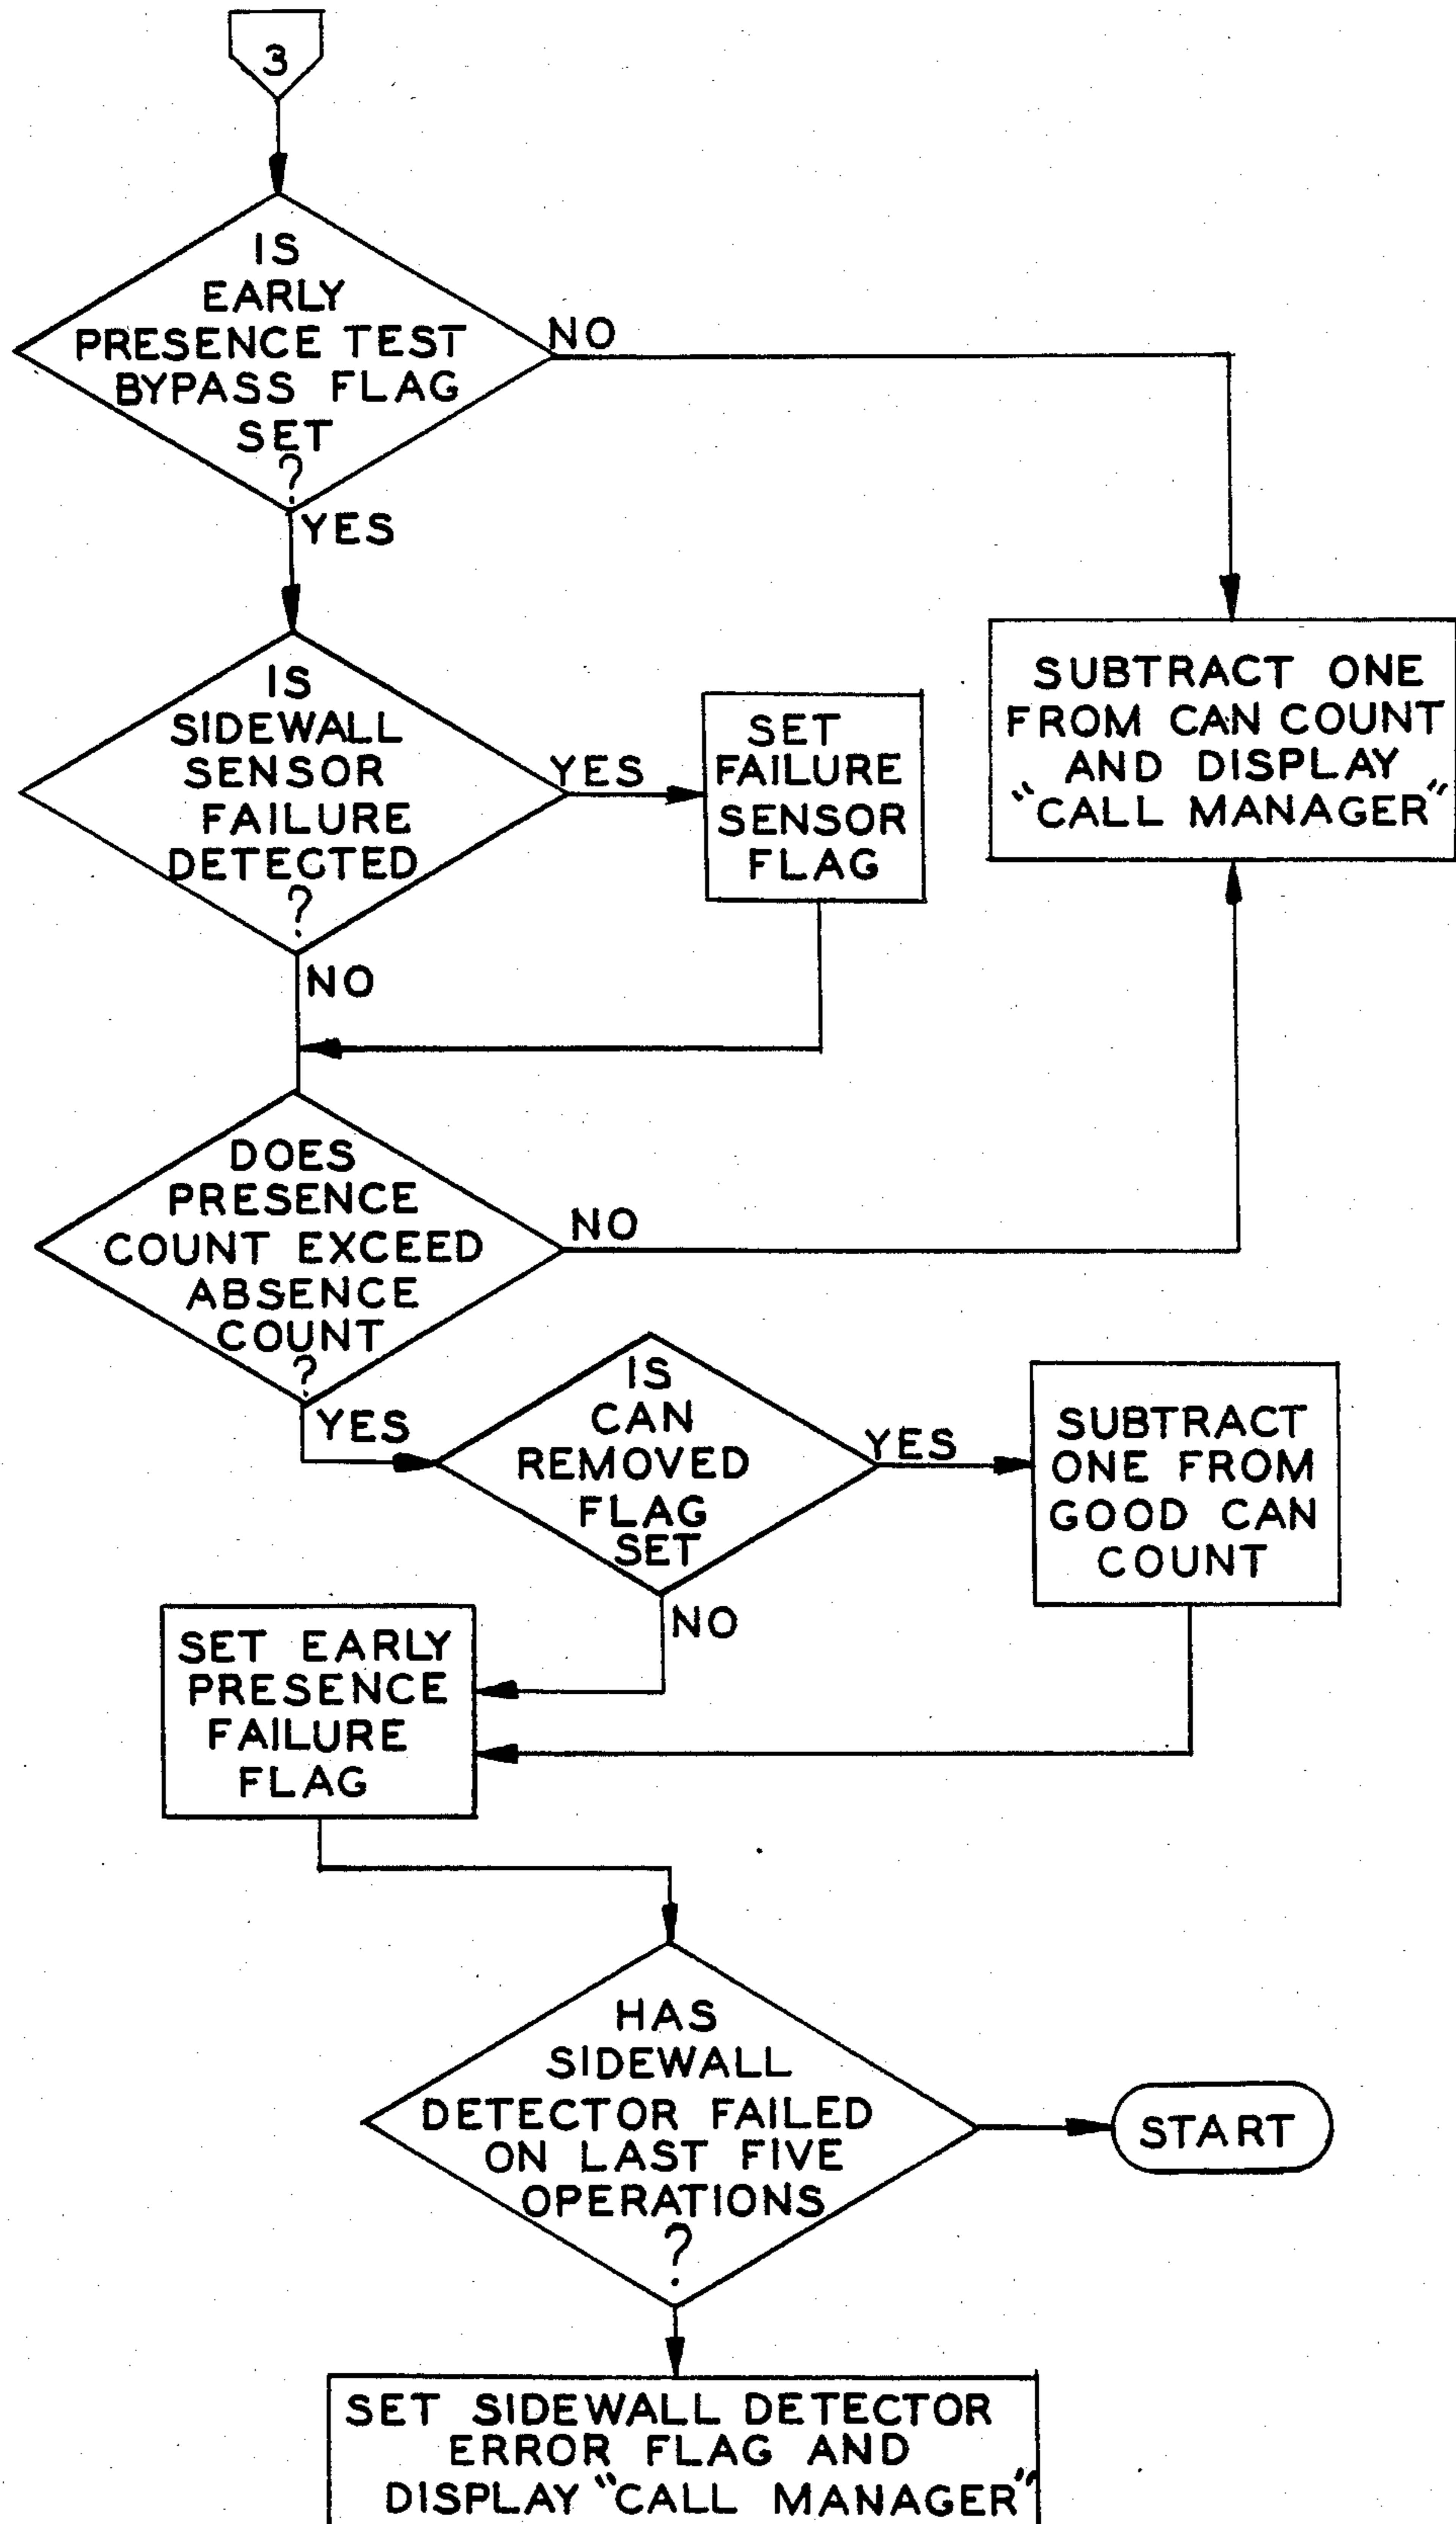 3
IS
EARLY
PRESENCE TEST
BYPASS FLAG
SET
?
NO
YES
IS
SIDEWALL
SENSOR
FAILURE
DETECTED
?
YES
NO
SET
FAILURE
SENSOR
FLAG
SUBTRACT ONE
FROM CAN COUNT
AND DISPLAY
"CALL MANAGER"
DOES
PRESENCE
COUNT EXCEED
ABSENCE
COUNT
?
NO
YES
IS
CAN
REMOVED
FLAG
SET
YES
NO
SUBTRACT
ONE FROM
GOOD CAN
COUNT
SET EARLY
PRESENCE
FAILURE
FLAG
HAS
SIDEWALL
DETECTOR FAILED
ON LAST FIVE
OPERATIONS
?
START
SET SIDEWALL DETECTOR
ERROR FLAG AND
DISPLAY "CALL MANAGER"